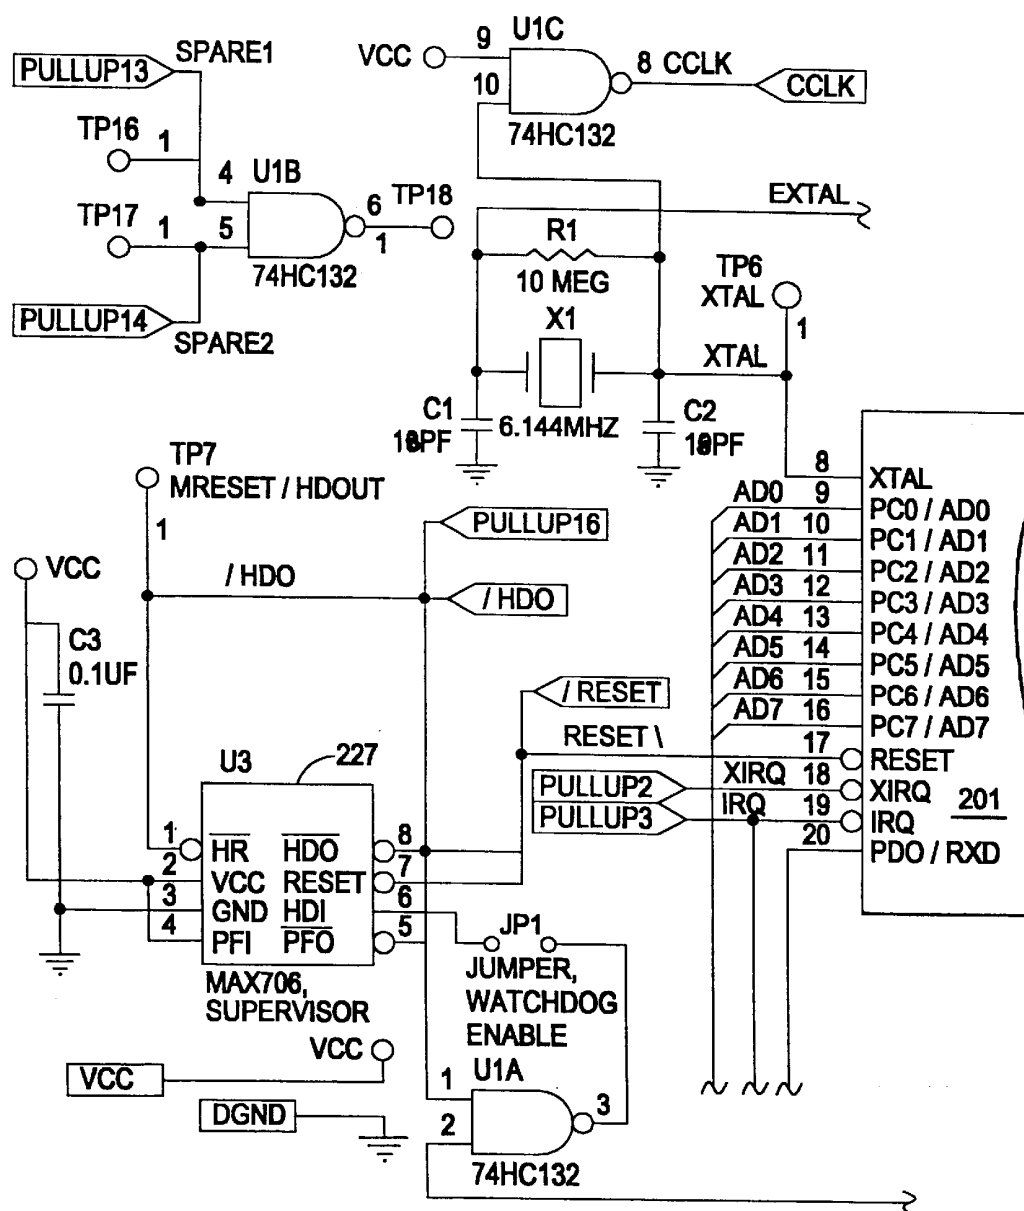 PULLUP13
SPARE1
TP16
1
4
U1B
TP17
1
5
6
TP18
1
74HC132
PULLUP14
SPARE2
VCC
9
U1C
10
8 CCLK
CCLK
74HC132
EXTAL
R1
10 MEG
X1
6.144MHZ
TP6
XTAL
1
XTAL
C1
C2
TP7
MRESET / HDOUT
1
PULLUP16
/ HDO
/ HDO
VCC
C3
0.1UF
/ RESET
RESET \
U3
227
1
HR
HDO
8
2
VCC
RESET
7
3
GND
HDI
6
4
PFI
PFO
5
MAX706,
SUPERVISOR
JP1
JUMPER,
WATCHDOG
ENABLE
VCC
VCC
DGND
1
U1A
2
3
74HC132
8
XTAL
AD0
9
PC0 / AD0
AD1
10
PC1 / AD1
AD2
11
PC2 / AD2
AD3
12
PC3 / AD3
AD4
13
PC4 / AD4
AD5
14
PC5 / AD5
AD6
15
PC6 / AD6
AD7
16
PC7 / AD7
17
RESET
PULLUP2
XIRQ
18
XIRQ
PULLUP3
IRQ
19
IRQ
20
PDO / RXD
201